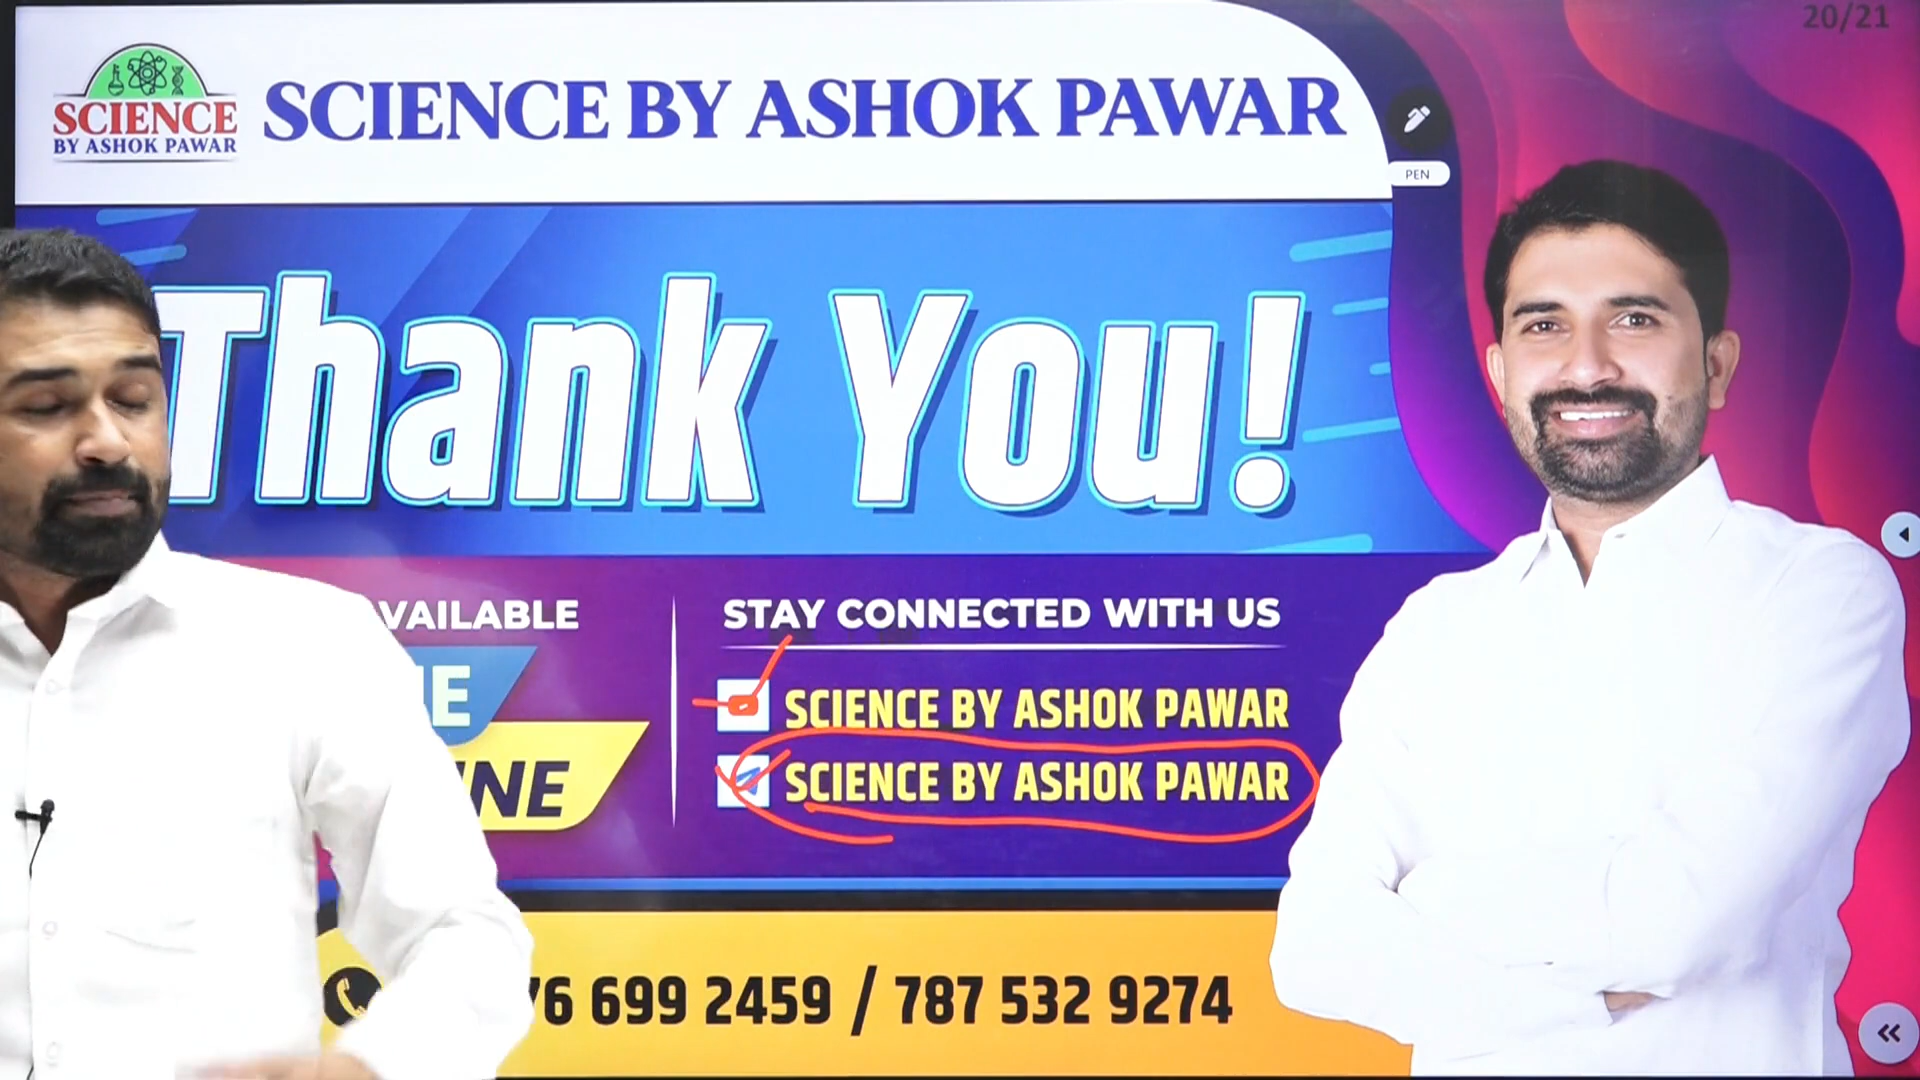 20/21
SCIENCE
BY ASHOK PAWAR
SCIENCE BY ASHOK PAWAR
PEN
Thank You!
VAILABLE
NE
STAY CONNECTED WITH US
SCIENCE BY ASHOK PAWAR
SCIENCE BY ASHOK PAWAR
76 699 2459 / 787 532 9274